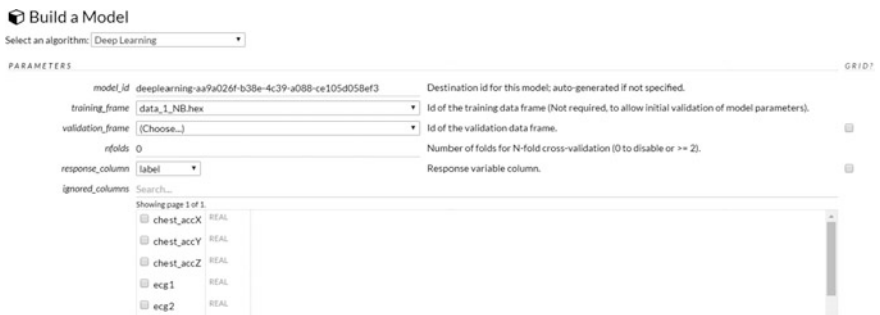 Build a Model
Select an algorithm: Deep Learning
PARAMETERS GRID?
model_id deeplearning-aa9a026f-b38e-4c39-a088-ce105d058ef3 Destination id for this model; auto-generated if not specified.
training_frame data_1_NB.hex Id of the training data frame (Not required, to allow initial validation of model parameters).
validation_frame (Choose...) Id of the validation data frame.
nfolds 0 Number of folds for N-fold cross-validation (0 to disable or >= 2).
response_column label Response variable column.
ignored_columns Search...
Showing page 1 of 1.
chest_accX REAL
chest_accY REAL
chest_accZ REAL
ecg1 REAL
ecg2 REAL